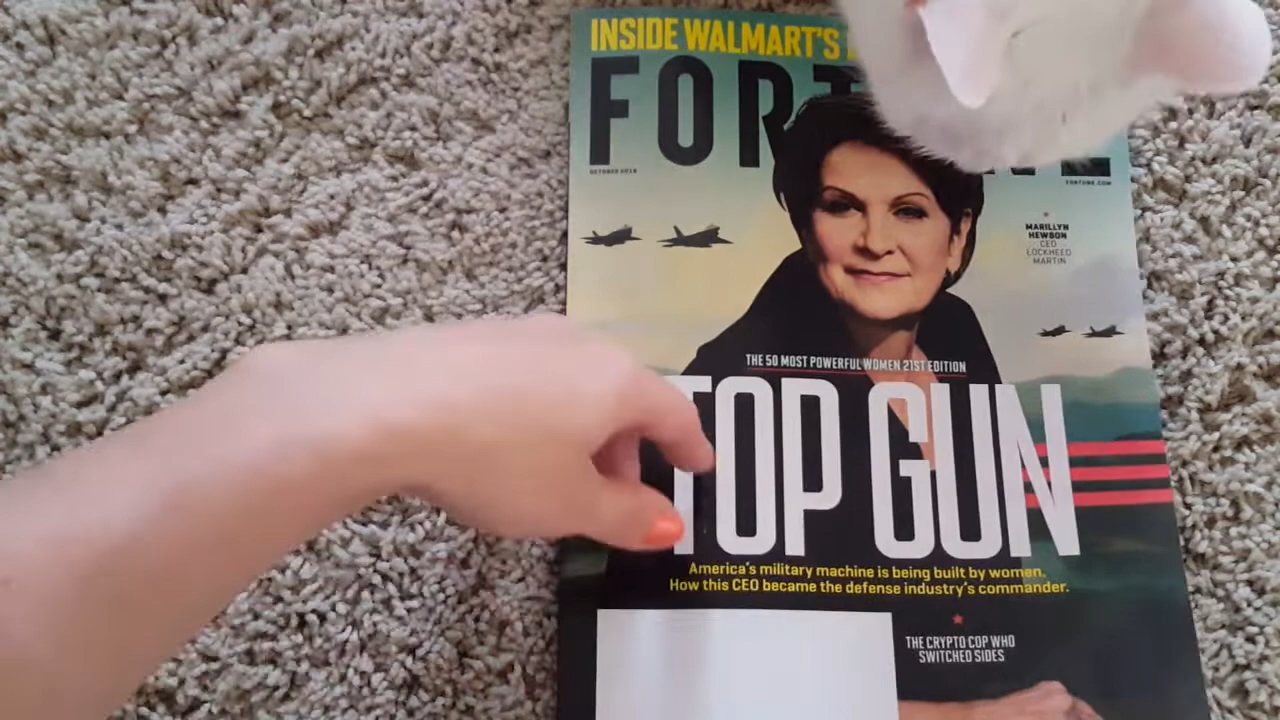 INSIDE WALMART'S
FORT
OCTOBER 2018
FORTUNE.COM
MARILLYN
HEWSON
CEO
LOCKHEED
MARTIN
THE 50 MOST POWERFUL WOMEN 21ST EDITION
TOP GUN
America's military machine is being built by women.
How this CEO became the defense industry's commander.
THE CRYPTO COP WHO
SWITCHED SIDES